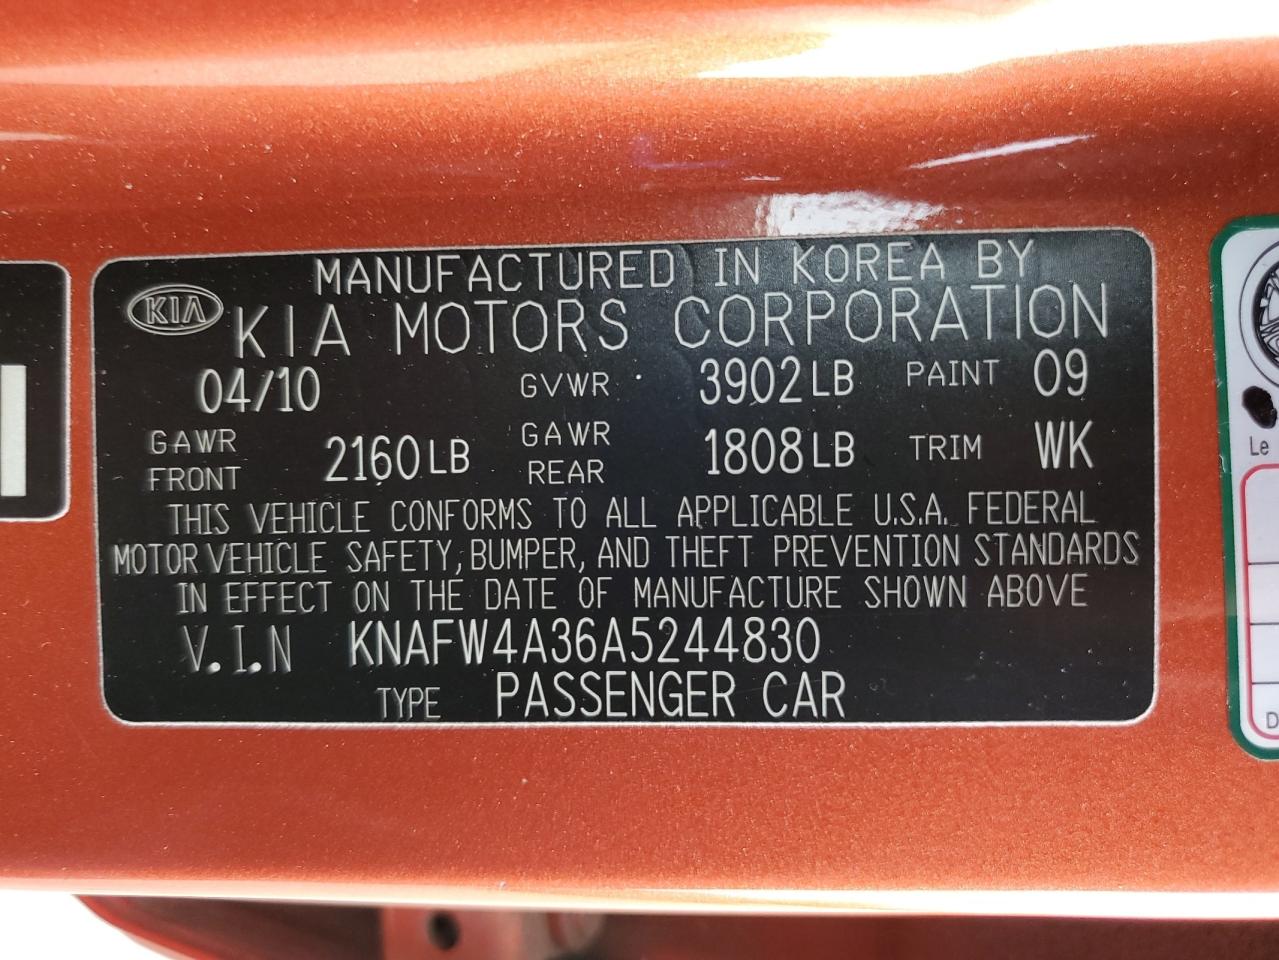 MANUFACTURED IN KOREA BY
KIA KIA MOTORS CORPORATION
04/10 GVWR 3902LB PAINT 09
GAWR FRONT 2160LB GAWR REAR 1808LB TRIM WK
THIS VEHICLE CONFORMS TO ALL APPLICABLE U.S.A. FEDERAL
MOTOR VEHICLE SAFETY, BUMPER, AND THEFT PREVENTION STANDARDS
IN EFFECT ON THE DATE OF MANUFACTURE SHOWN ABOVE
V.I.N KNAFW4A36A5244830
TYPE PASSENGER CAR
Le
D